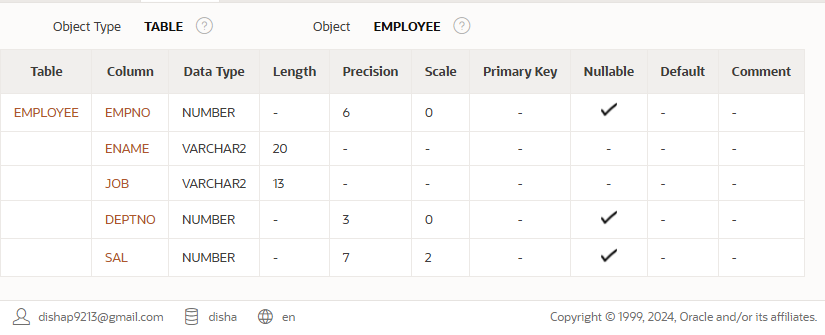 Object Type TABLE ? Object EMPLOYEE ?
Table Column Data Type Length Precision Scale Primary Key Nullable Default Comment
EMPLOYEE EMPNO NUMBER - 6 0 - ✓ - -
ENAME VARCHAR2 20 - - - - - -
JOB VARCHAR2 13 - - - - - -
DEPTNO NUMBER - 3 0 - ✓ - -
SAL NUMBER - 7 2 - ✓ - -
dishap9213@gmail.com disha en Copyright © 1999, 2024, Oracle and/or its affiliates.